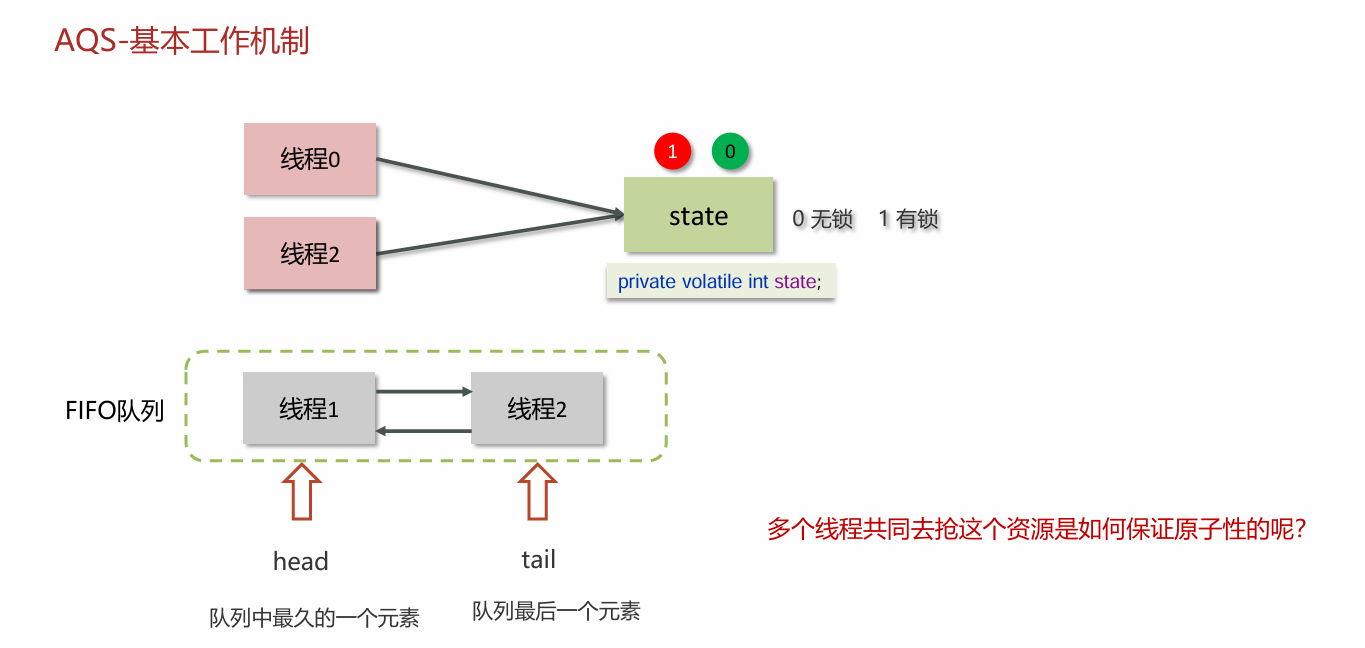 AQS-基本工作机制
线程0
1
0
state
0 无锁 1 有锁
线程2
private volatile int state;
FIFO队列
线程1
线程2
head
tail
队列中最久的一个元素
队列最后一个元素
多个线程共同去抢这个资源是如何保证原子性的呢?